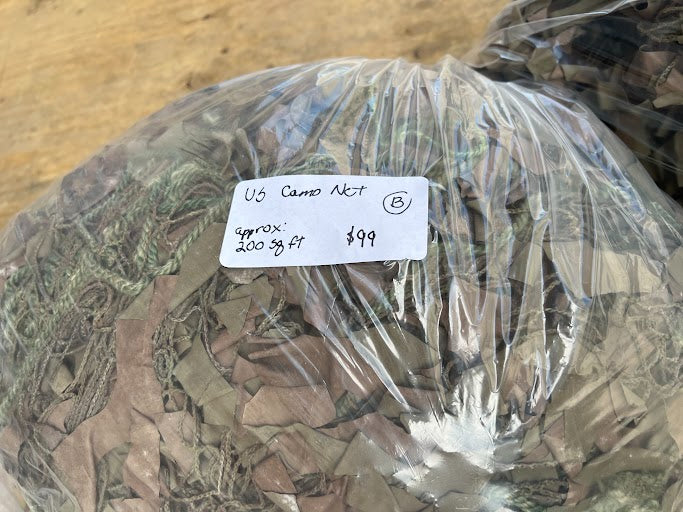 US Camo Net B
approx:
200 sq ft $99